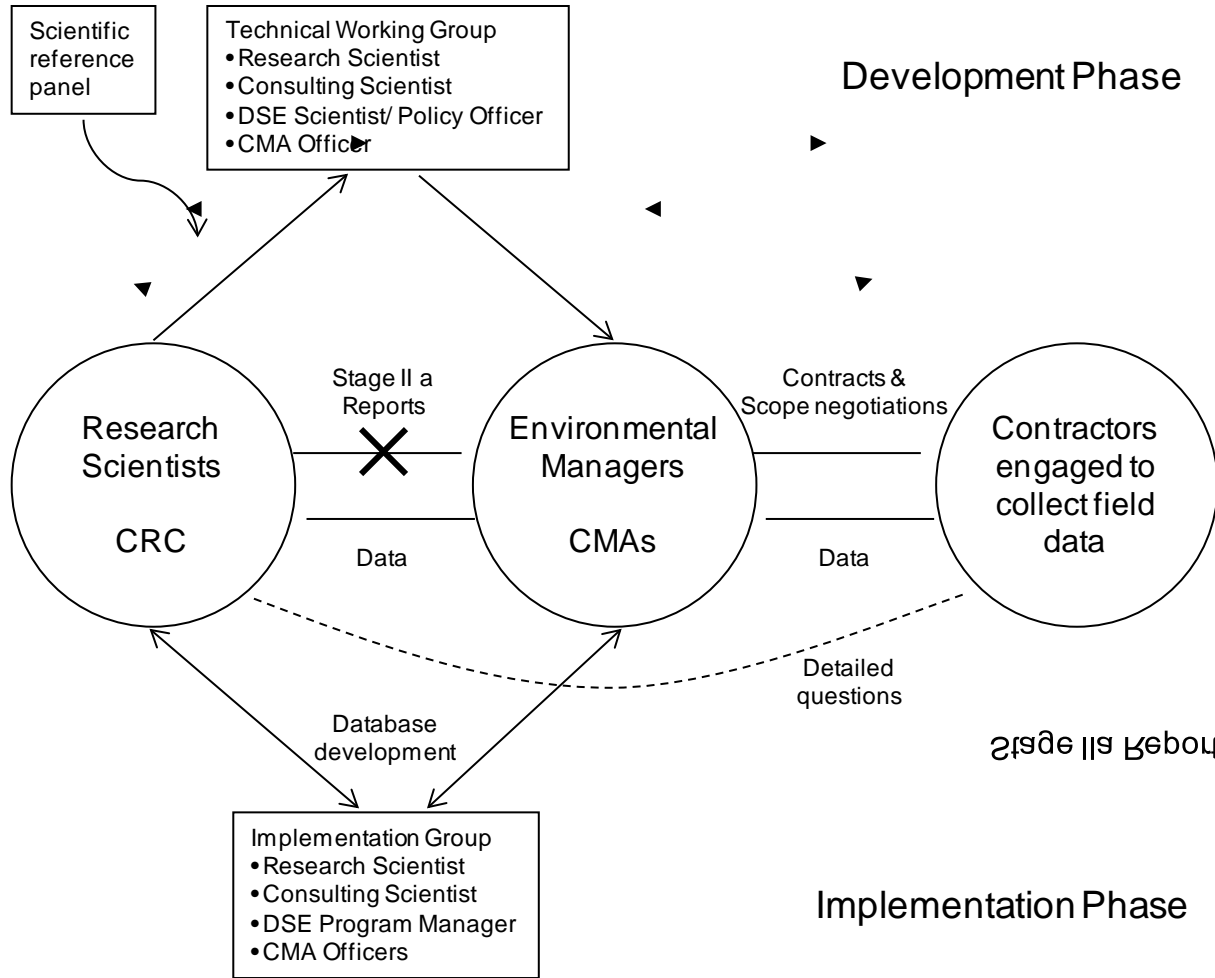 Scientific
reference
panel
Technical Working Group
•Research Scientist
•Consulting Scientist
•DSE Scientist/ Policy Officer
•CMA Officer
Development Phase
Stage II a
Reports
Contracts &
Scope negotiations
Research
Scientists
CRC
Environmental
Managers
CMAs
Contractors
engaged to
collect field
data
Data
Data
Detailed
questions
Database
development
Stage IIa Report
Implementation Group
•Research Scientist
•Consulting Scientist
•DSE Program Manager
•CMA Officers
Implementation Phase